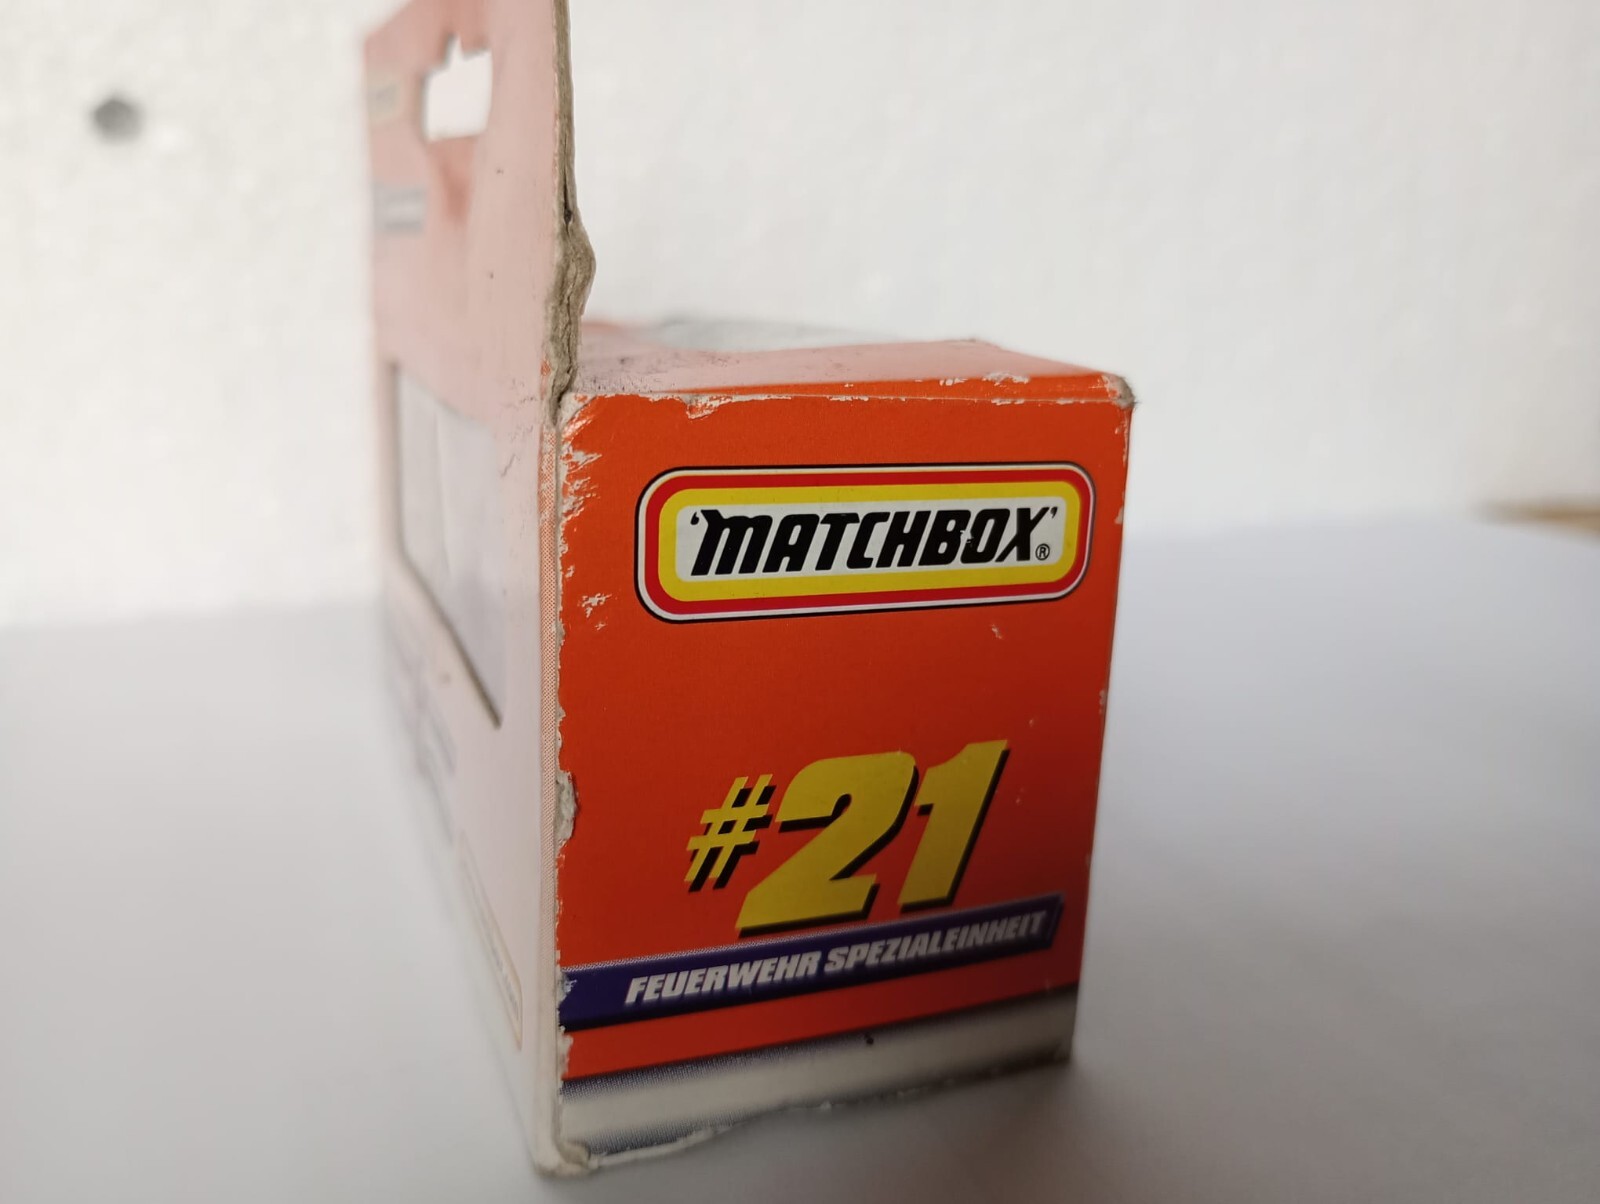 'MATCHBOX'®
#21
FEUERWEHR SPEZIALEINHEIT